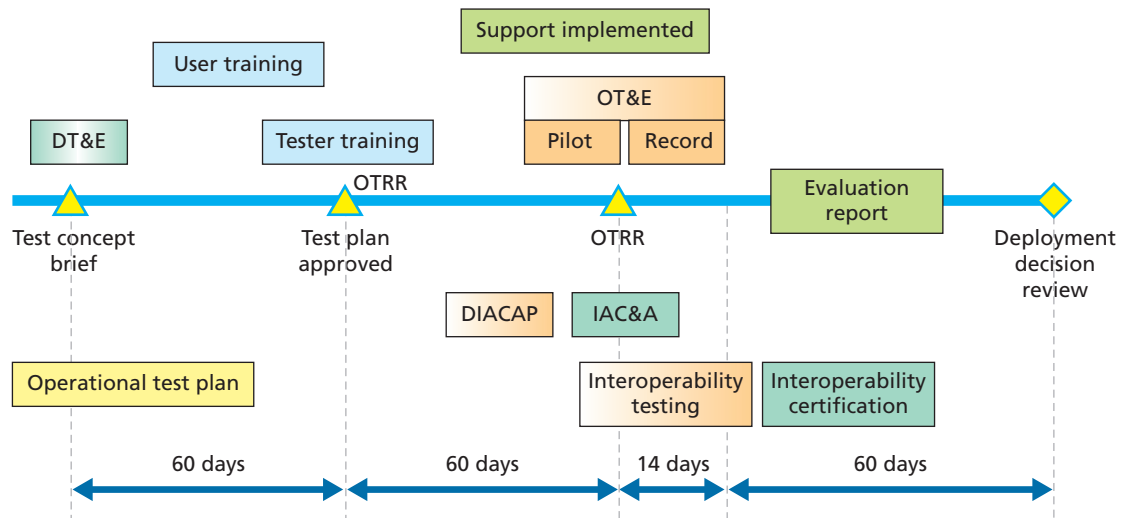 Support implemented
User training
OT&E
DT&E
Tester training
Pilot
Record
OTRR
Evaluation
report
Test concept
brief
Test plan
approved
OTRR
Deployment
decision
review
DIACAP
IAC&A
Operational test plan
Interoperability
testing
Interoperability
certification
60 days
60 days
14 days
60 days